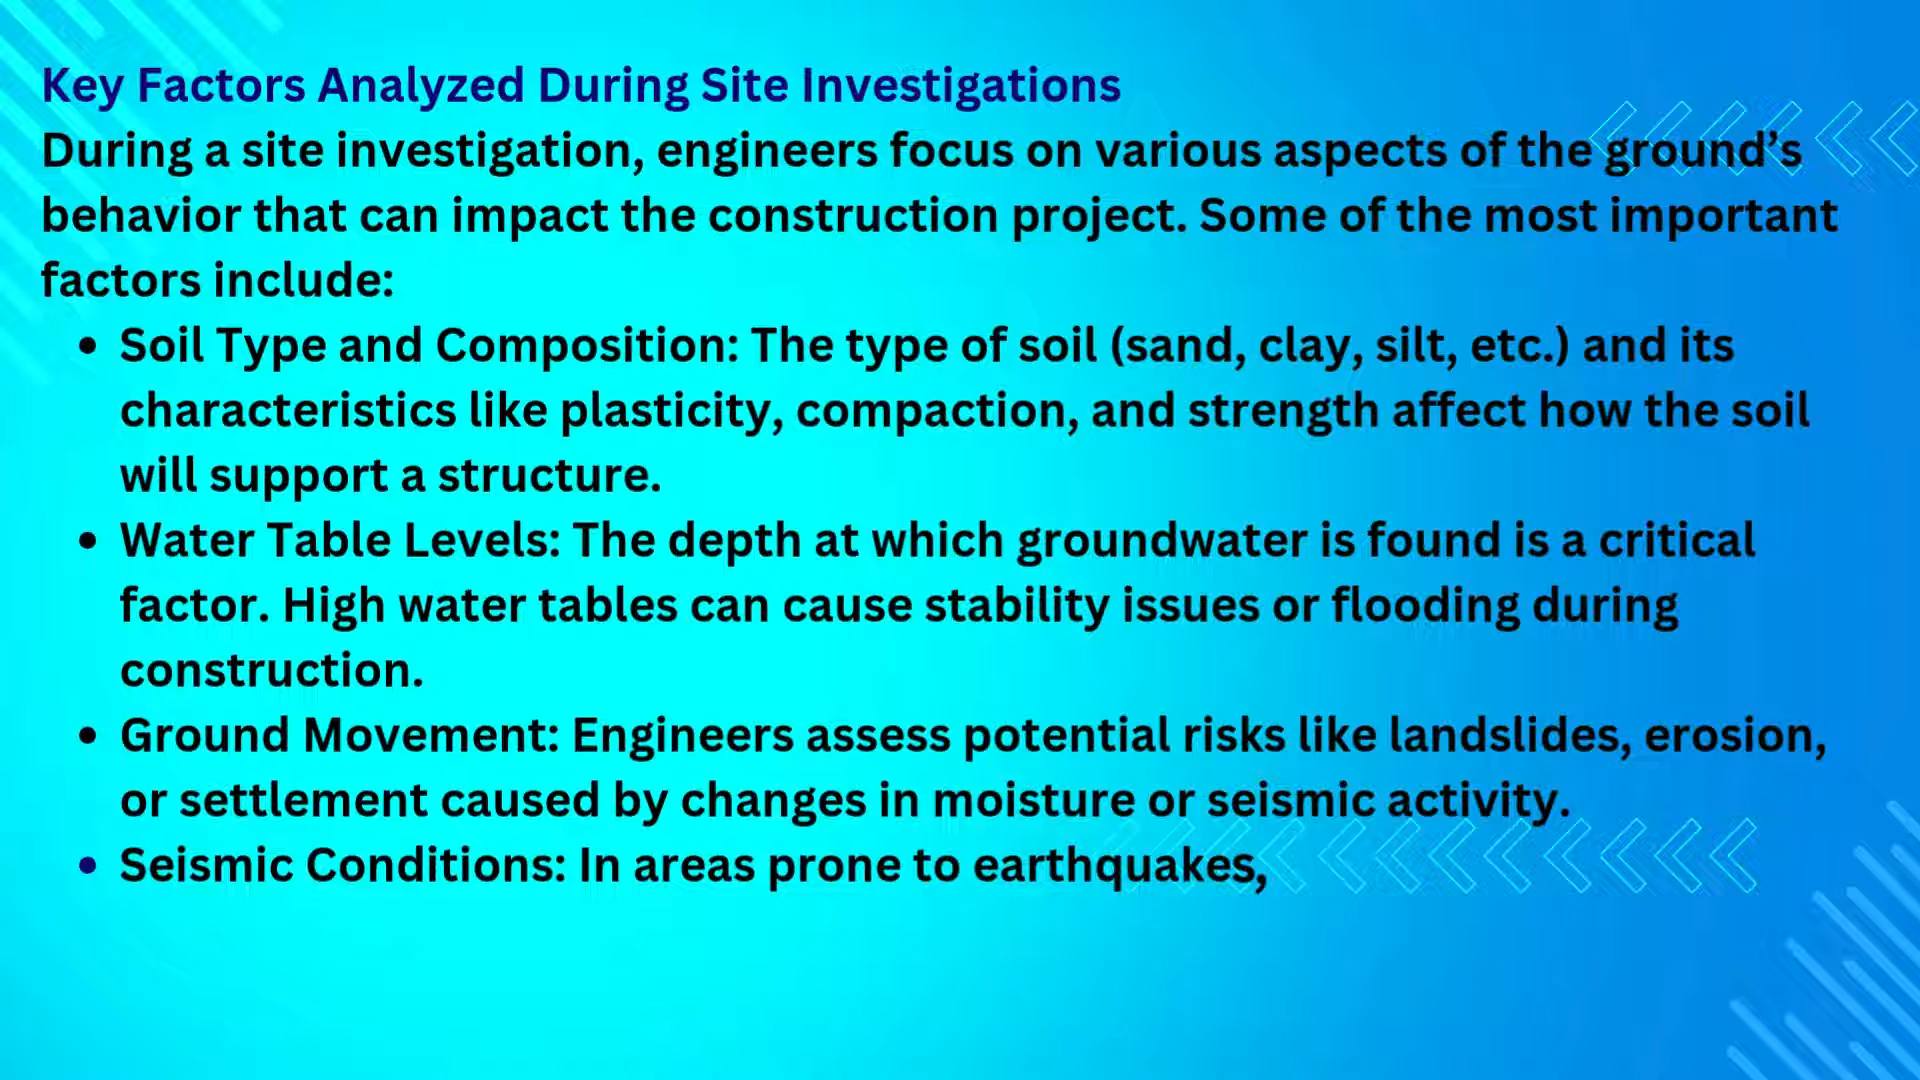 Key Factors Analyzed During Site Investigations
During a site investigation, engineers focus on various aspects of the ground’s
behavior that can impact the construction project. Some of the most important
factors include:
• Soil Type and Composition: The type of soil (sand, clay, silt, etc.) and its
characteristics like plasticity, compaction, and strength affect how the soil
will support a structure.
• Water Table Levels: The depth at which groundwater is found is a critical
factor. High water tables can cause stability issues or flooding during
construction.
• Ground Movement: Engineers assess potential risks like landslides, erosion,
or settlement caused by changes in moisture or seismic activity.
• Seismic Conditions: In areas prone to earthquakes,